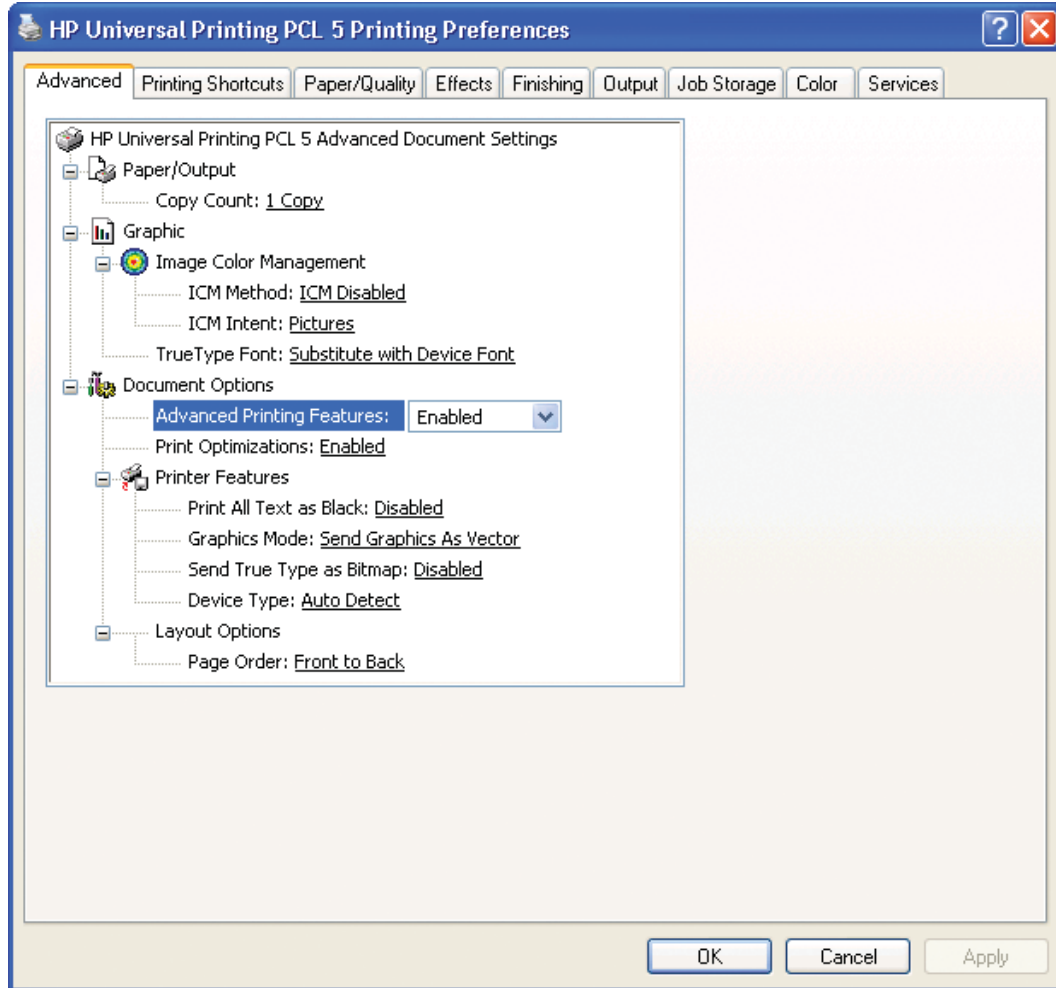 HP Universal Printing PCL 5 Printing Preferences
Advanced Printing Shortcuts Paper/Quality Effects Finishing Output Job Storage Color Services
HP Universal Printing PCL 5 Advanced Document Settings
Paper/Output
Copy Count: 1 Copy
Graphic
Image Color Management
ICM Method: ICM Disabled
ICM Intent: Pictures
TrueType Font: Substitute with Device Font
Document Options
Advanced Printing Features: Enabled
Print Optimizations: Enabled
Printer Features
Print All Text as Black: Disabled
Graphics Mode: Send Graphics As Vector
Send True Type as Bitmap: Disabled
Device Type: Auto Detect
Layout Options
Page Order: Front to Back
OK Cancel Apply